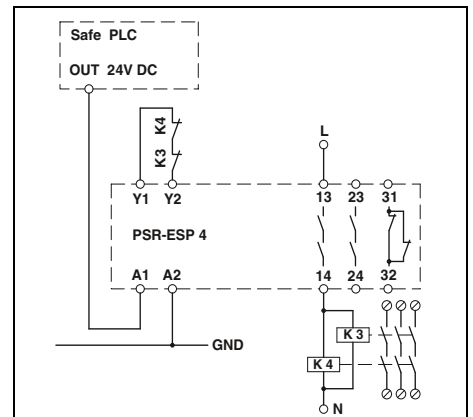 Safe PLC
OUT 24V DC
K4
K3
L
Y1 Y2 13 23 31
PSR-ESP 4
A1 A2 14 24 32
GND
K 3
K 4
N